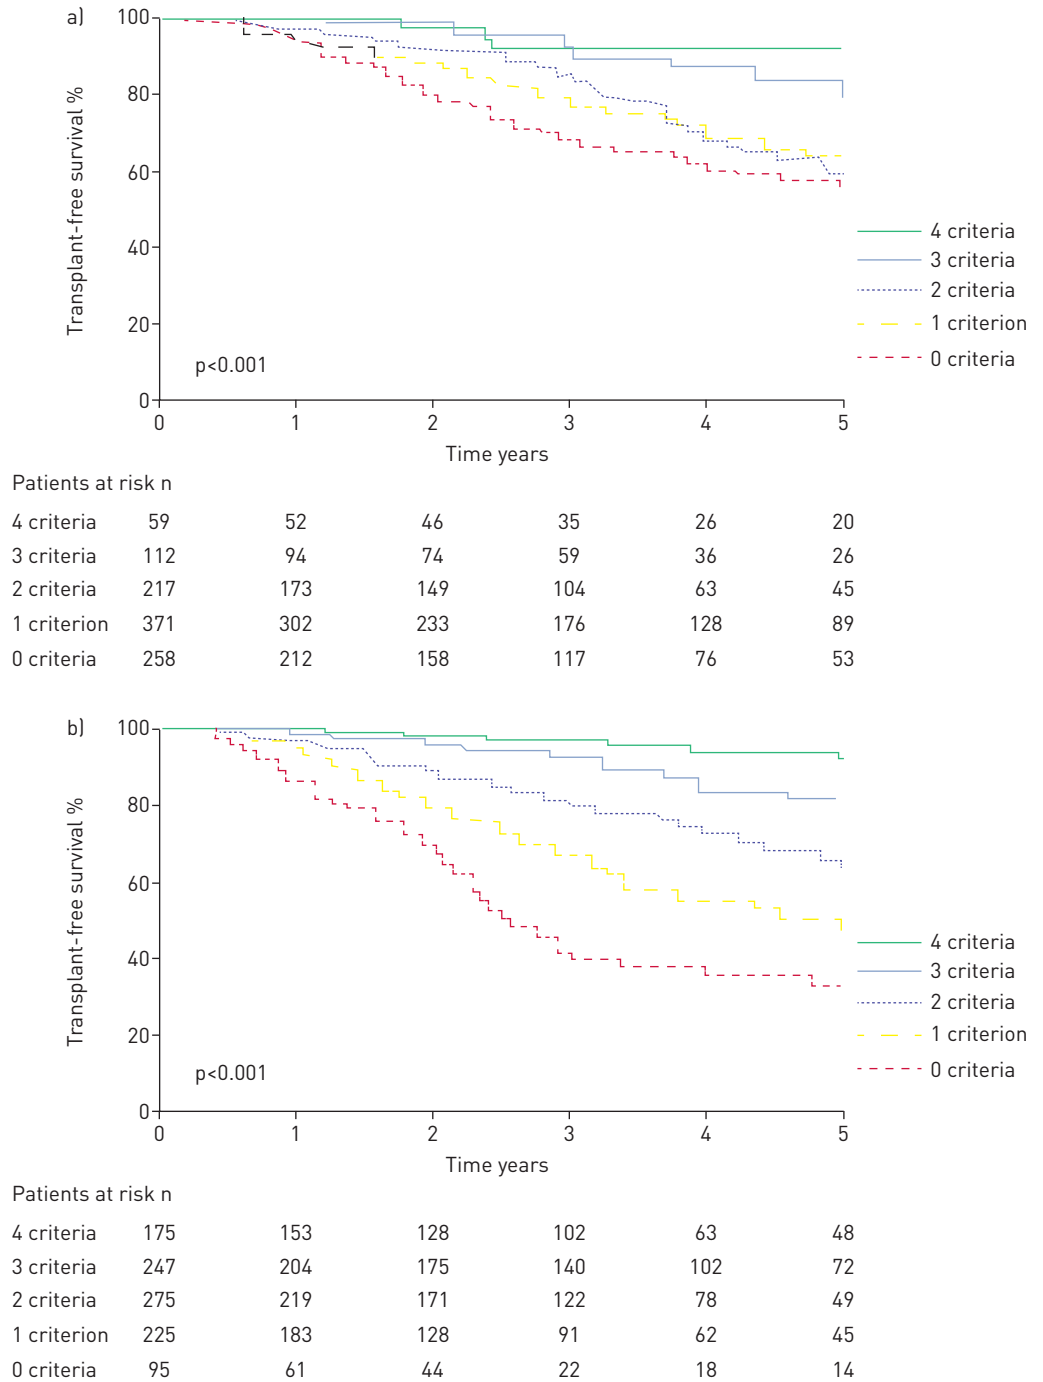 a)
100
80
60
40
20
0
Transplant-free survival %
p<0.001
0 1 2 3 4 5
Time years
4 criteria
3 criteria
2 criteria
1 criterion
0 criteria
Patients at risk n
4 criteria 59 52 46 35 26 20
3 criteria 112 94 74 59 36 26
2 criteria 217 173 149 104 63 45
1 criterion 371 302 233 176 128 89
0 criteria 258 212 158 117 76 53
b)
100
80
60
40
20
0
Transplant-free survival %
p<0.001
0 1 2 3 4 5
Time years
4 criteria
3 criteria
2 criteria
1 criterion
0 criteria
Patients at risk n
4 criteria 175 153 128 102 63 48
3 criteria 247 204 175 140 102 72
2 criteria 275 219 171 122 78 49
1 criterion 225 183 128 91 62 45
0 criteria 95 61 44 22 18 14